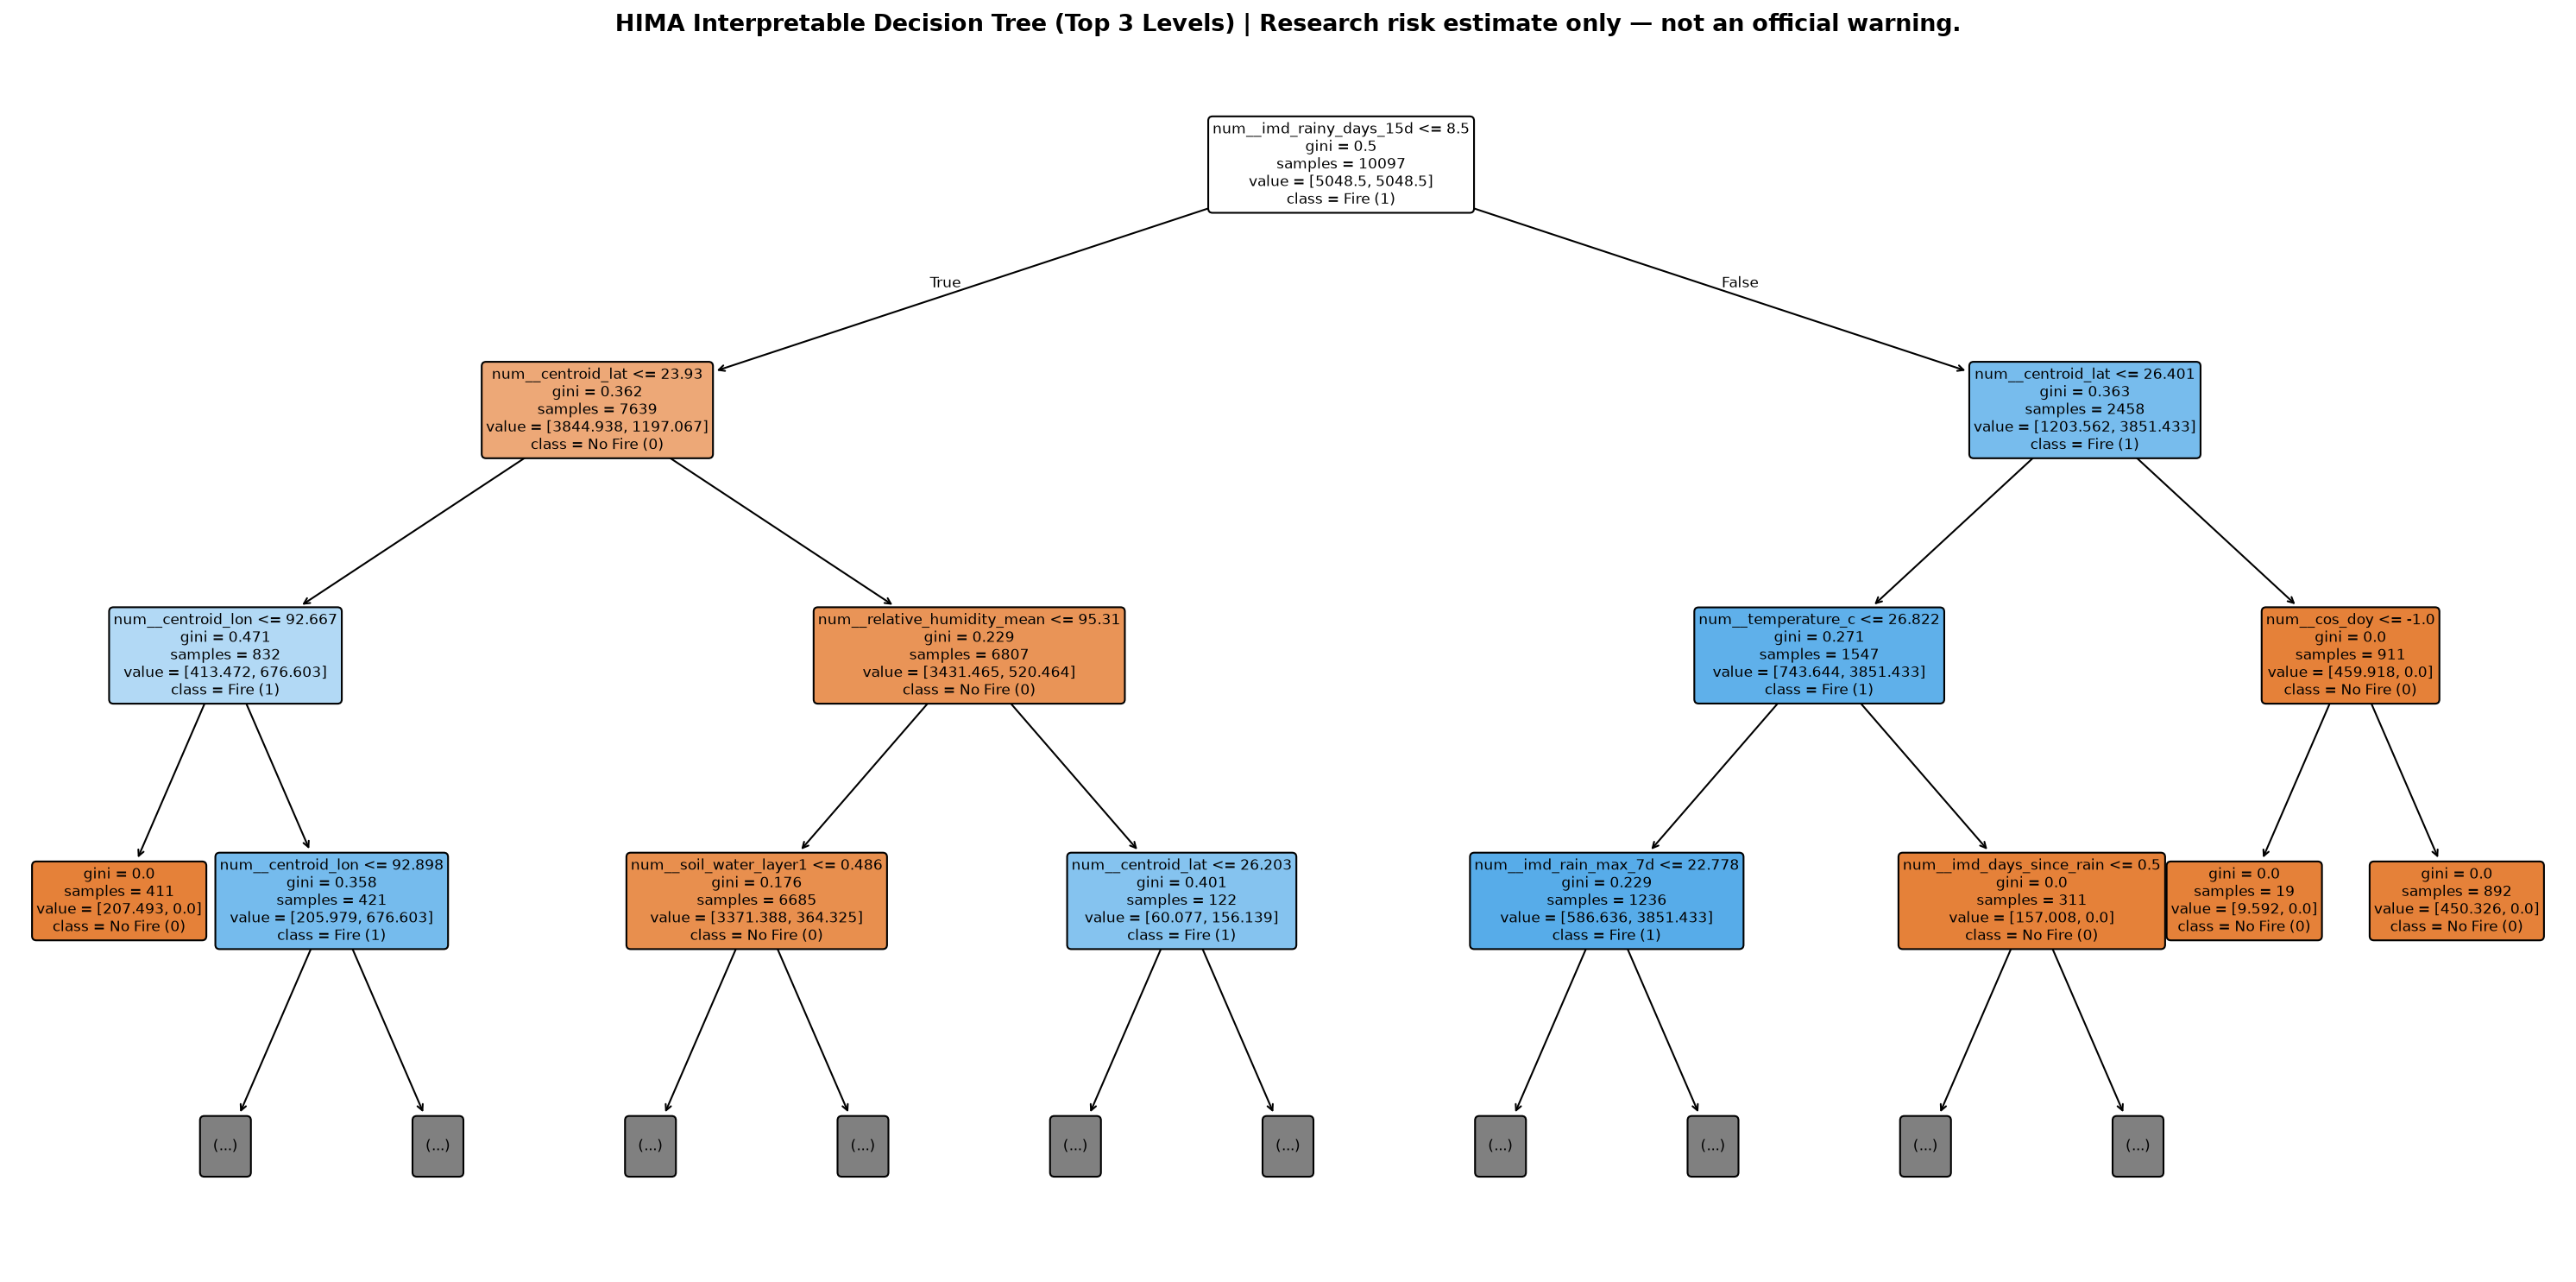 HIMA Interpretable Decision Tree (Top 3 Levels) | Research risk estimate only — not an official warning.
num__imd_rainy_days_15d <= 8.5
gini = 0.5
samples = 10097
value = [5048.5, 5048.5]
class = Fire (1)
True
False
num__centroid_lat <= 23.93
gini = 0.362
samples = 7639
value = [3844.938, 1197.067]
class = No Fire (0)
num__centroid_lat <= 26.401
gini = 0.363
samples = 2458
value = [1203.562, 3851.433]
class = Fire (1)
num__centroid_lon <= 92.667
gini = 0.471
samples = 832
value = [413.472, 676.603]
class = Fire (1)
num__relative_humidity_mean <= 95.31
gini = 0.229
samples = 6807
value = [3431.465, 520.464]
class = No Fire (0)
num__temperature_c <= 26.822
gini = 0.271
samples = 1547
value = [743.644, 3851.433]
class = Fire (1)
num__cos_doy <= -1.0
gini = 0.0
samples = 911
value = [459.918, 0.0]
class = No Fire (0)
gini = 0.0
samples = 411
value = [207.493, 0.0]
class = No Fire (0)
num__centroid_lon <= 92.898
gini = 0.358
samples = 421
value = [205.979, 676.603]
class = Fire (1)
num__soil_water_layer1 <= 0.486
gini = 0.176
samples = 6685
value = [3371.388, 364.325]
class = No Fire (0)
num__centroid_lat <= 26.203
gini = 0.401
samples = 122
value = [60.077, 156.139]
class = Fire (1)
num__imd_rain_max_7d <= 22.778
gini = 0.229
samples = 1236
value = [586.636, 3851.433]
class = Fire (1)
num__imd_days_since_rain <= 0.5
gini = 0.0
samples = 311
value = [157.008, 0.0]
class = No Fire (0)
gini = 0.0
samples = 19
value = [9.592, 0.0]
class = No Fire (0)
gini = 0.0
samples = 892
value = [450.326, 0.0]
class = No Fire (0)
(...)
(...)
(...)
(...)
(...)
(...)
(...)
(...)
(...)
(...)